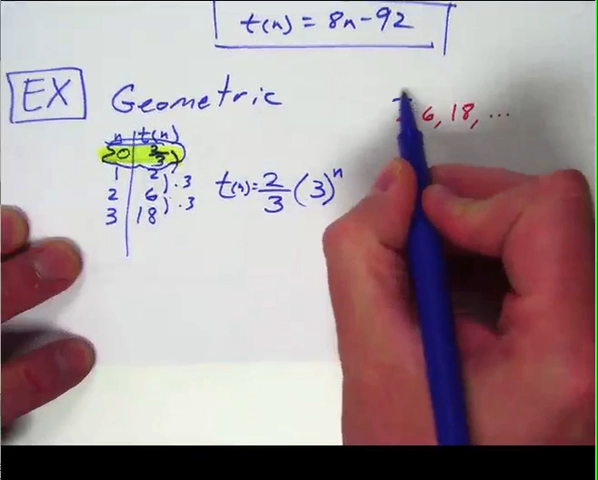 t(n) = 8n-92
EX Geometric
6, 18, ...
n t(n)
0 2/3
1 2
2 6
3 18
) · 3
) · 3
t(n) = 2/3 (3)^n